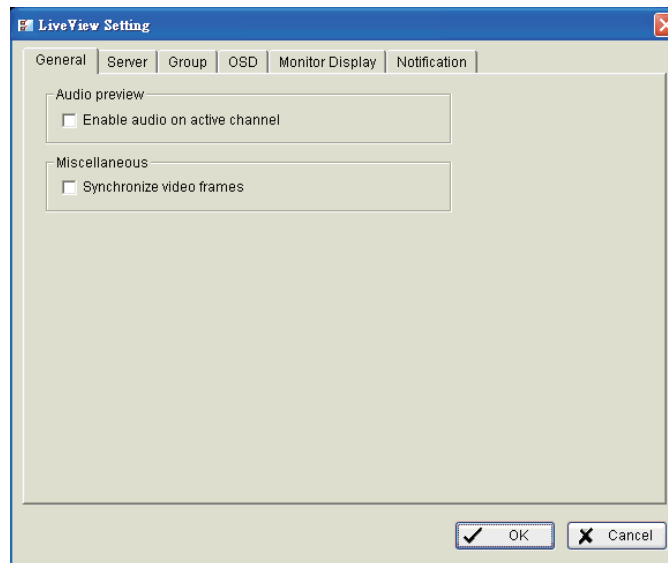 LiveView Setting
General Server Group OSD Monitor Display Notification
Audio preview
Enable audio on active channel
Miscellaneous
Synchronize video frames
OK Cancel